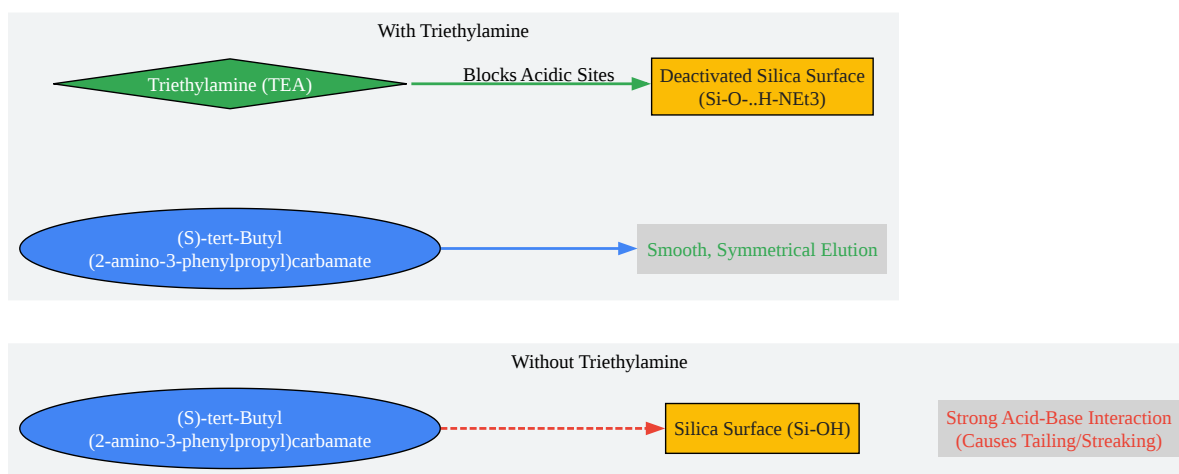 With Triethylamine
Triethylamine (TEA)
Blocks Acidic Sites
Deactivated Silica Surface
(Si-O-..H-NEt3)
(S)-tert-Butyl
(2-amino-3-phenylpropyl)carbamate
Smooth, Symmetrical Elution
Without Triethylamine
(S)-tert-Butyl
(2-amino-3-phenylpropyl)carbamate
Silica Surface (Si-OH)
Strong Acid-Base Interaction
(Causes Tailing/Streaking)